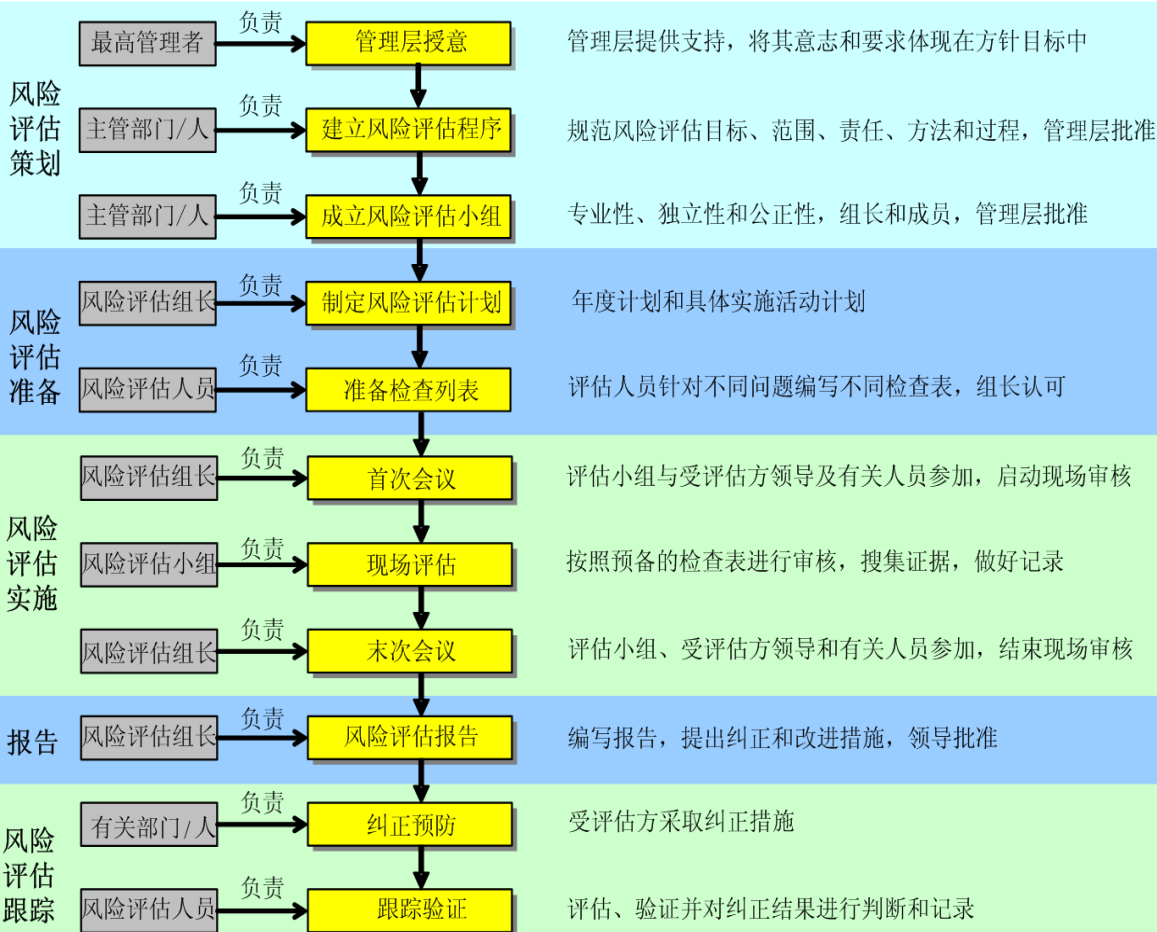 风险
评估
策划
最高管理者
负责
管理层授意
管理层提供支持，将其意志和要求体现在方针目标中
主管部门/人
负责
建立风险评估程序
规范风险评估目标、范围、责任、方法和过程，管理层批准
主管部门/人
负责
成立风险评估小组
专业性、独立性和公正性，组长和成员，管理层批准
风险
评估
准备
风险评估组长
负责
制定风险评估计划
年度计划和具体实施活动计划
风险评估人员
负责
准备检查列表
评估人员针对不同问题编写不同检查表，组长认可
风险
评估
实施
风险评估组长
负责
首次会议
评估小组与受评估方领导及有关人员参加，启动现场审核
风险评估小组
负责
现场评估
按照预备的检查表进行审核，搜集证据，做好记录
风险评估组长
负责
末次会议
评估小组、受评估方领导和有关人员参加，结束现场审核
报告
风险评估组长
负责
风险评估报告
编写报告，提出纠正和改进措施，领导批准
风险
评估
跟踪
有关部门/人
负责
纠正预防
受评估方采取纠正措施
风险评估人员
负责
跟踪验证
评估、验证并对纠正结果进行判断和记录